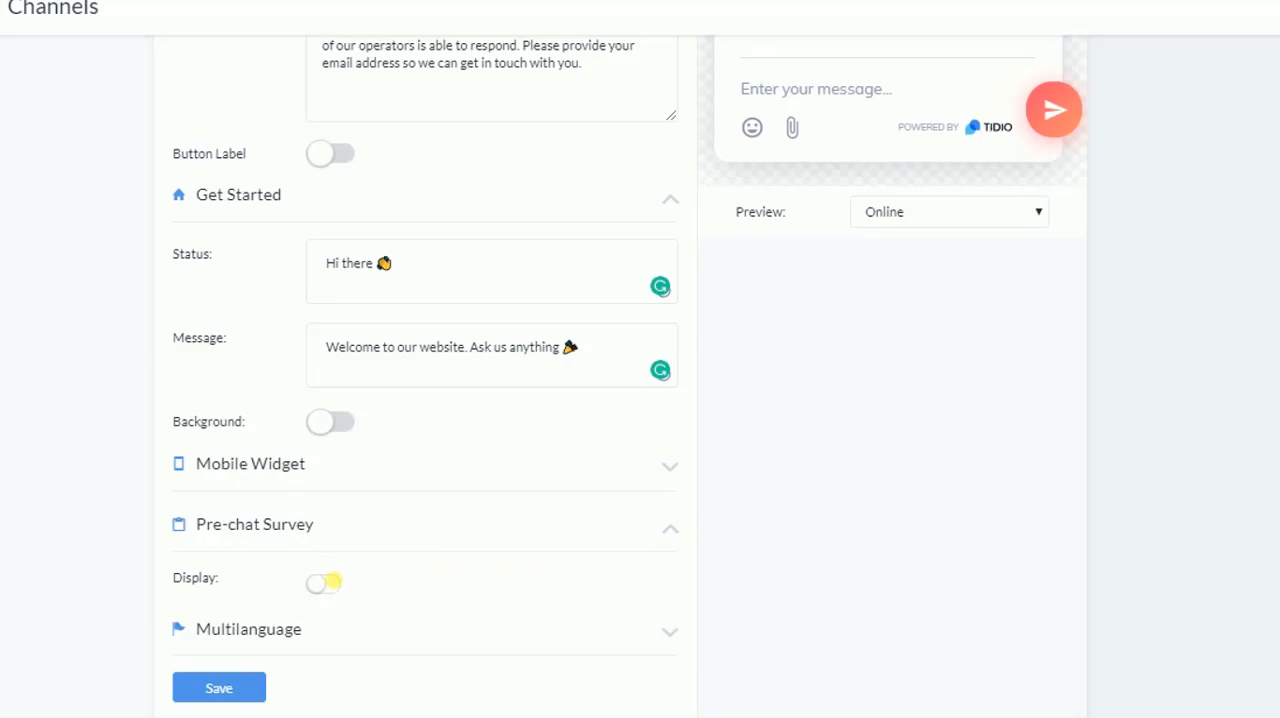 Channels
of our operators is able to respond. Please provide your
email address so we can get in touch with you.
Button Label
Get Started
Status:
Hi there 👋
Message:
Welcome to our website. Ask us anything 🎉
Background:
Mobile Widget
Pre-chat Survey
Display:
Multilanguage
Save
Enter your message...
POWERED BY TIDIO
Preview:
Online